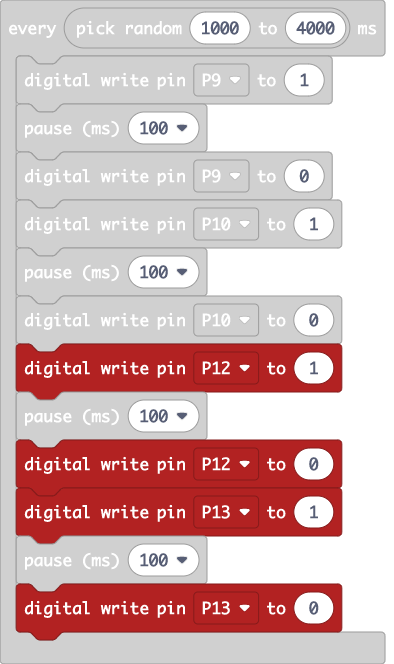 every pick random 1000 to 4000 ms
digital write pin P9 to 1
pause (ms) 100
digital write pin P9 to 0
digital write pin P10 to 1
pause (ms) 100
digital write pin P10 to 0
digital write pin P12 to 1
pause (ms) 100
digital write pin P12 to 0
digital write pin P13 to 1
pause (ms) 100
digital write pin P13 to 0